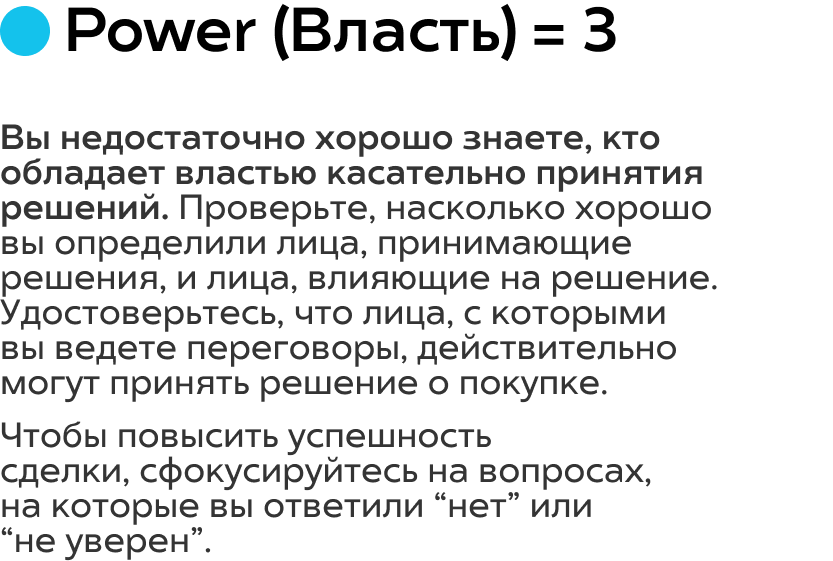 Power (Власть) = 3
Вы недостаточно хорошо знаете, кто
обладает властью касательно принятия
решений. Проверьте, насколько хорошо
вы определили лица, принимающие
решения, и лица, влияющие на решение.
Удостоверьтесь, что лица, с которыми
вы ведете переговоры, действительно
могут принять решение о покупке.
Чтобы повысить успешность
сделки, сфокусируйтесь на вопросах,
на которые вы ответили “нет” или
“не уверен”.